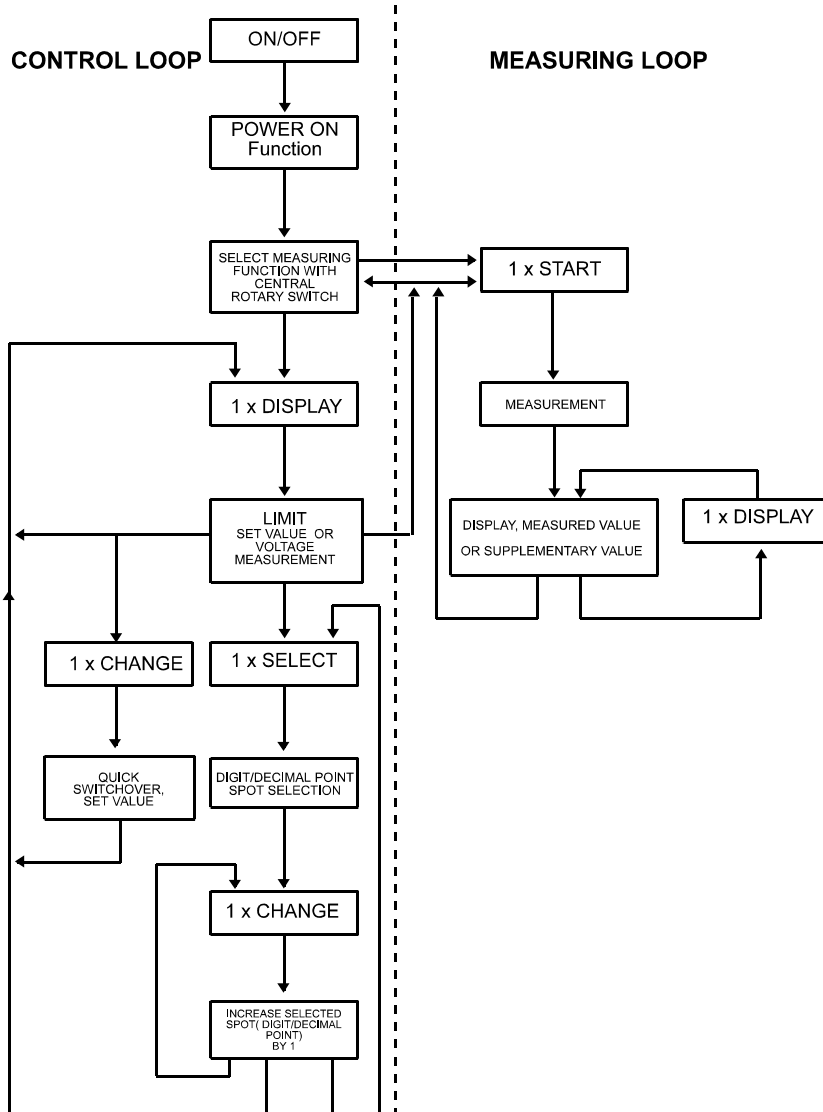 CONTROL LOOP
ON/OFF
POWER ON
Function
SELECT MEASURING
FUNCTION WITH
CENTRAL
ROTARY SWITCH
1 x DISPLAY
LIMIT
SET VALUE OR
VOLTAGE
MEASUREMENT
1 x CHANGE
1 x SELECT
QUICK
SWITCHOVER,
SET VALUE
DIGIT/DECIMAL POINT
SPOT SELECTION
1 x CHANGE
INCREASE SELECTED
SPOT( DIGIT/DECIMAL
POINT)
BY 1
MEASURING LOOP
1 x START
MEASUREMENT
DISPLAY, MEASURED VALUE
OR SUPPLEMENTARY VALUE
1 x DISPLAY